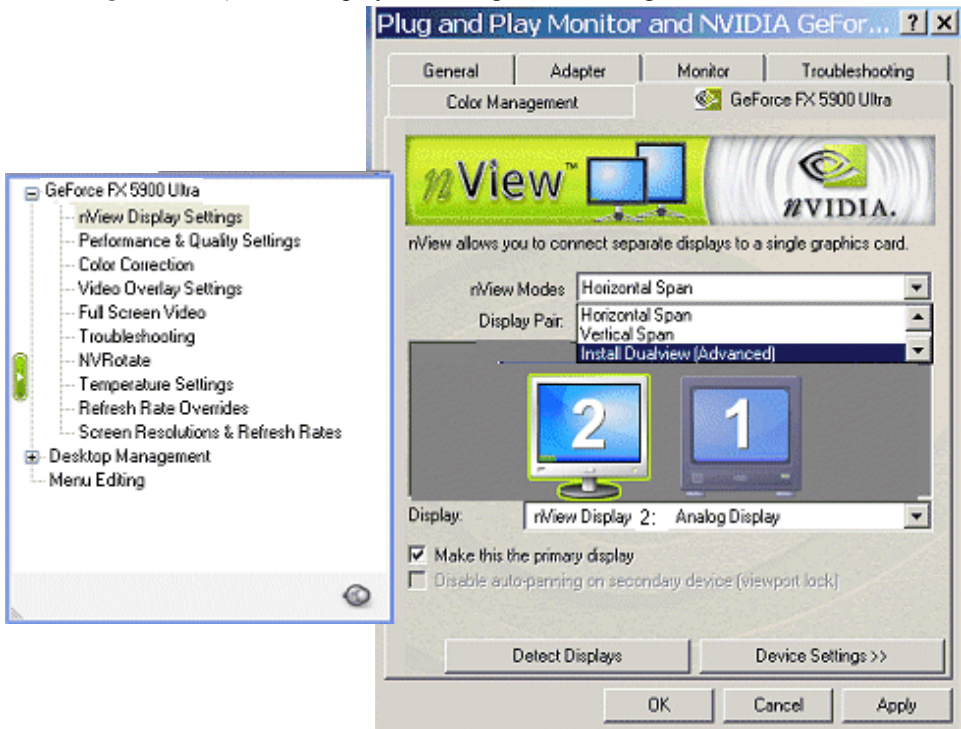 Plug and Play Monitor and NVIDIA GeFor... ? X
General Adapter Monitor Troubleshooting
Color Management GeForce FX 5900 Ultra
nVIEW™ nVIDIA.
nView allows you to connect separate displays to a single graphics card.
nView Modes Horizontal Span
Display Pair: Horizontal Span
Vertical Span
Install Dualview (Advanced)
2 1
Display: nView Display 2: Analog Display
Make this the primary display
Disable auto-panning on secondary device (viewport lock)
Detect Displays Device Settings >>
OK Cancel Apply
GeForce FX 5900 Ultra
nView Display Settings
Performance & Quality Settings
Color Correction
Video Overlay Settings
Full Screen Video
Troubleshooting
NVRotate
Temperature Settings
Refresh Rate Overrides
Screen Resolutions & Refresh Rates
Desktop Management
Menu Editing